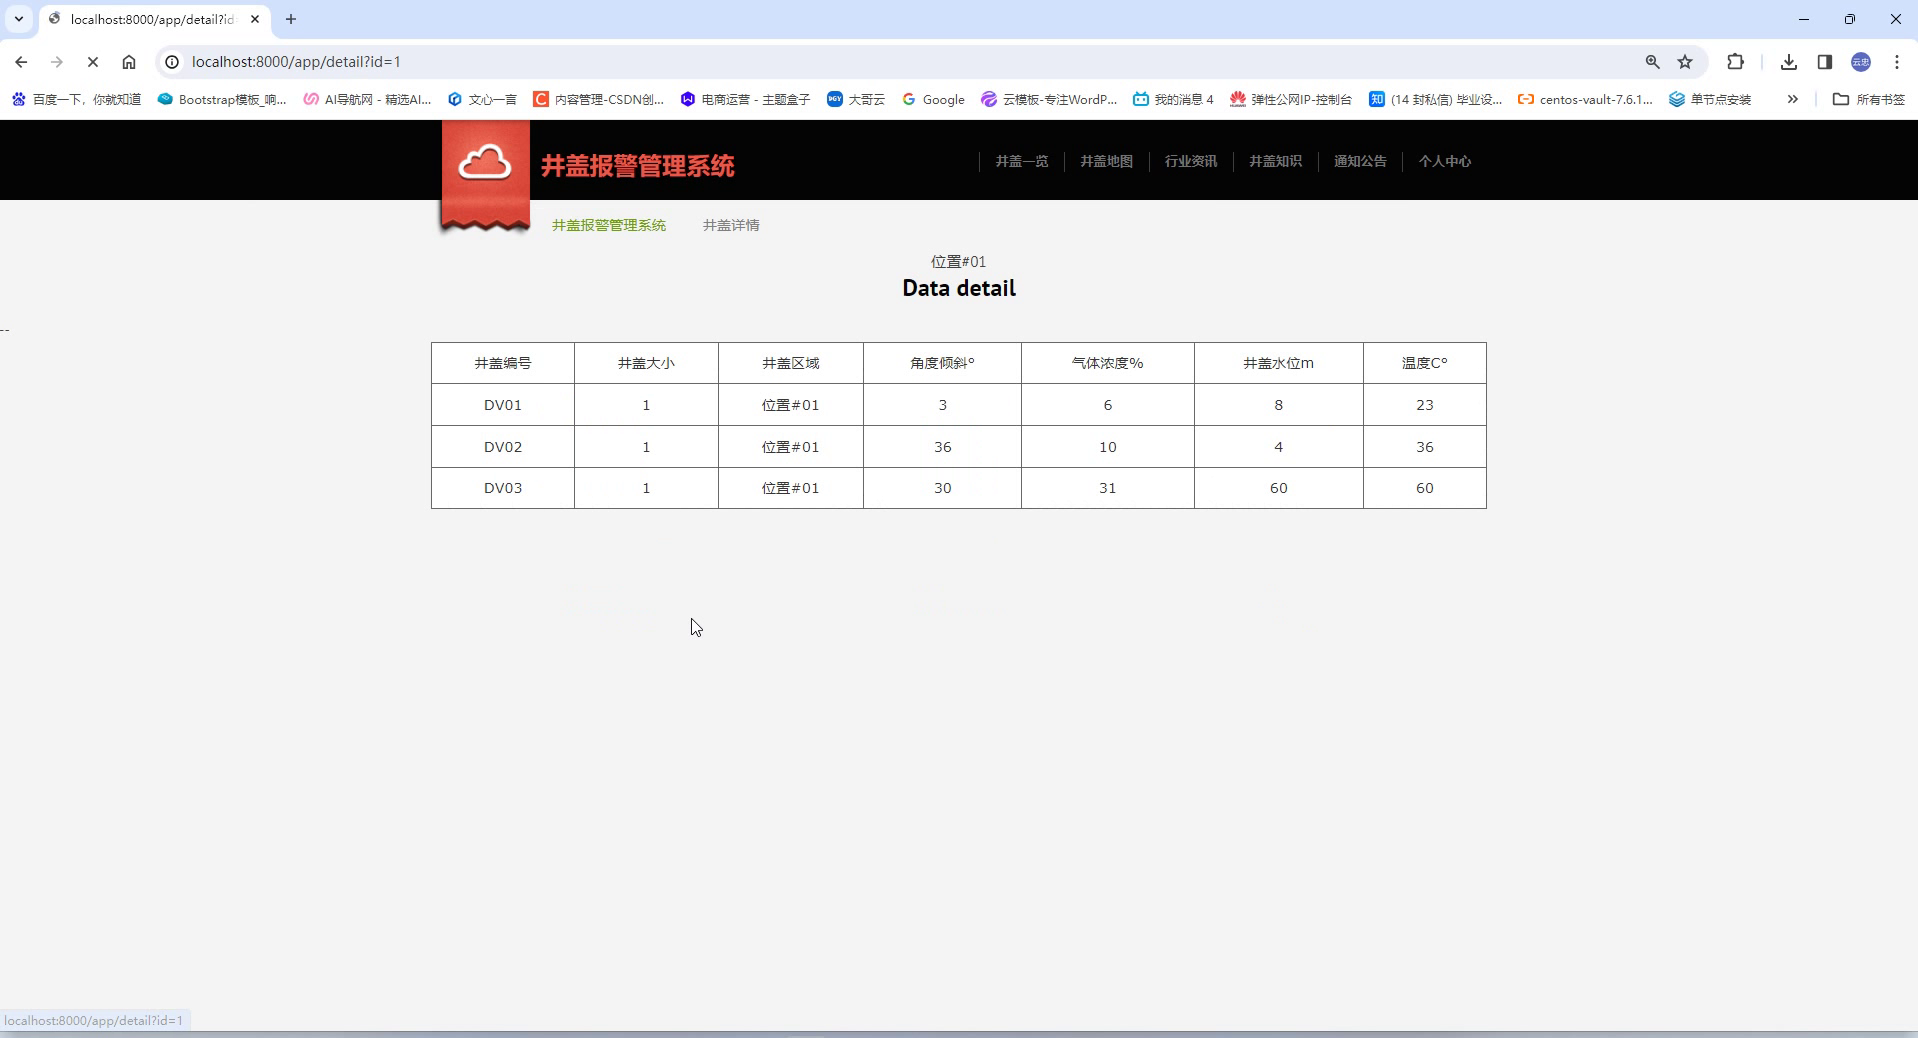 localhost:8000/app/detail?id=
localhost:8000/app/detail?id=1
云忠
百度一下，你就知道
Bootstrap模板_响...
AI导航网 - 精选AI...
文心一言
内容管理-CSDN创...
电商运营 - 主题盒子
大哥云
Google
云模板-专注WordP...
我的消息 4
弹性公网IP-控制台
知
(14 封私信) 毕业设...
centos-vault-7.6.1...
单节点安装
所有书签
井盖报警管理系统
井盖一览
井盖地图
行业资讯
井盖知识
通知公告
个人中心
井盖报警管理系统 井盖详情
位置#01
Data detail
--
井盖编号 井盖大小 井盖区域 角度倾斜° 气体浓度% 井盖水位m 温度C°
DV01 1 位置#01 3 6 8 23
DV02 1 位置#01 36 10 4 36
DV03 1 位置#01 30 31 60 60
localhost:8000/app/detail?id=1